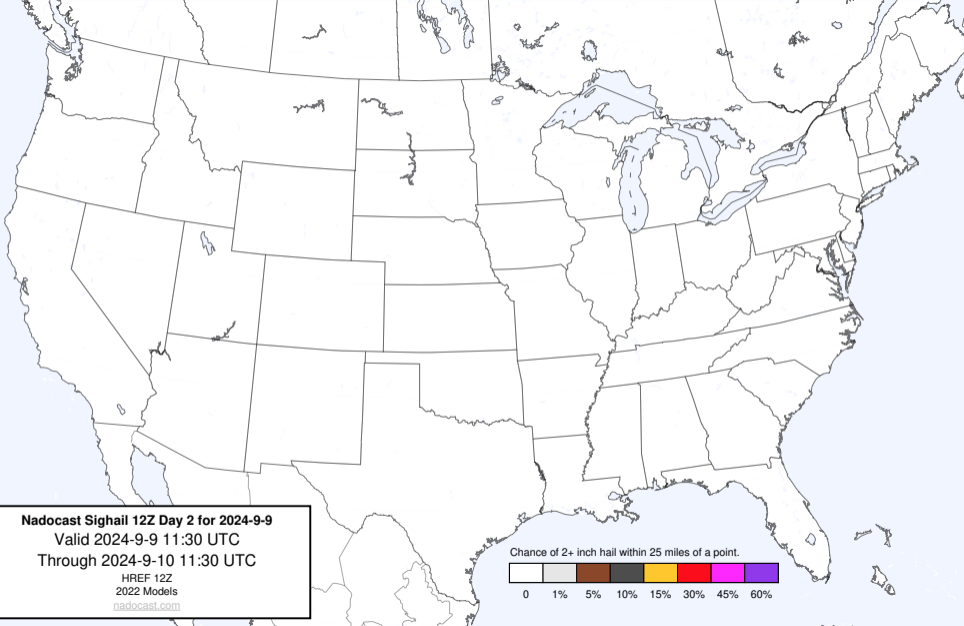 Nadocast Sighail 12Z Day 2 for 2024-9-9
Valid 2024-9-9 11:30 UTC
Through 2024-9-10 11:30 UTC
HREF 12Z
2022 Models
nadocast.com
Chance of 2+ inch hail within 25 miles of a point.
0 1% 5% 10% 15% 30% 45% 60%